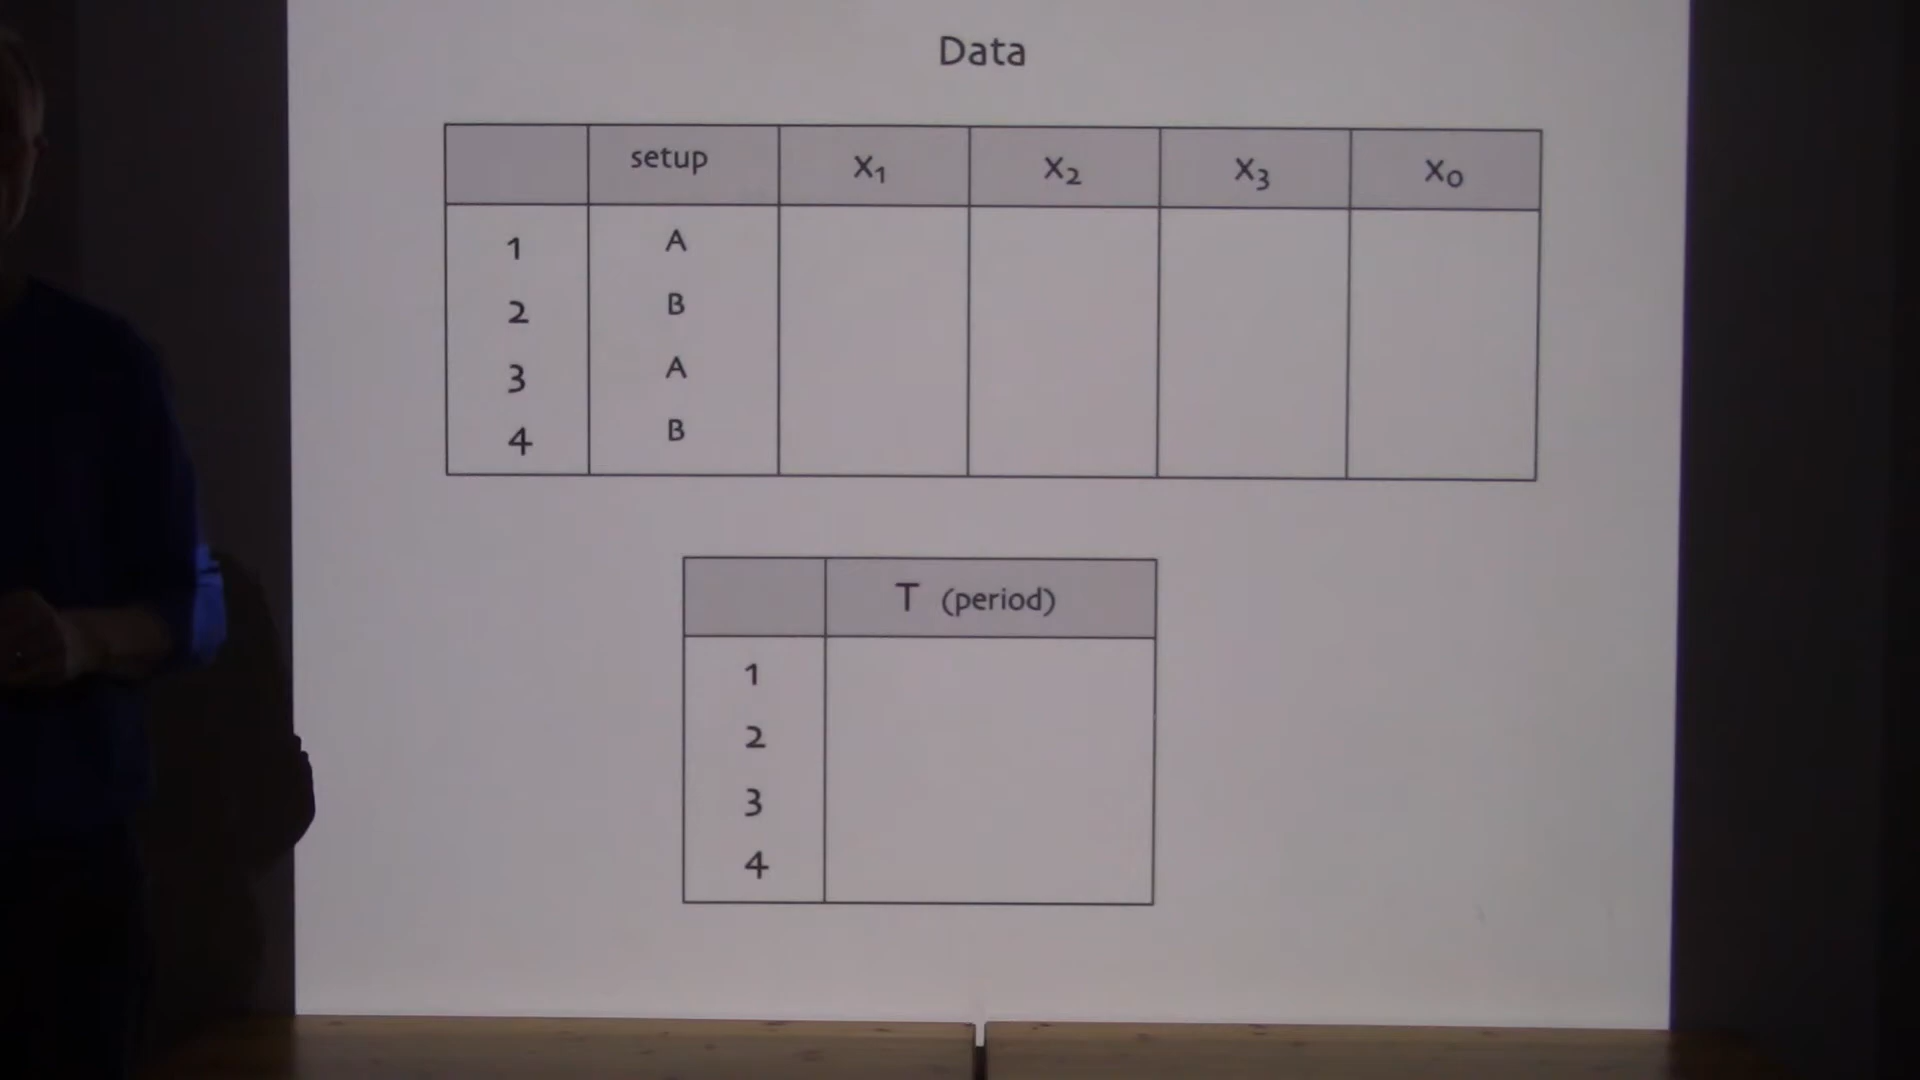 Data
setup X₁ X₂ X₃ X₀
1 A
2 B
3 A
4 B
T (period)
1
2
3
4